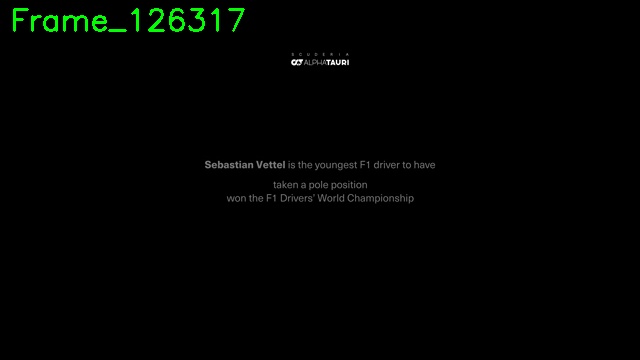 Frame_126317
SCUDERIA
ALPHATAURI
Sebastian Vettel is the youngest F1 driver to have
taken a pole position
won the F1 Drivers' World Championship